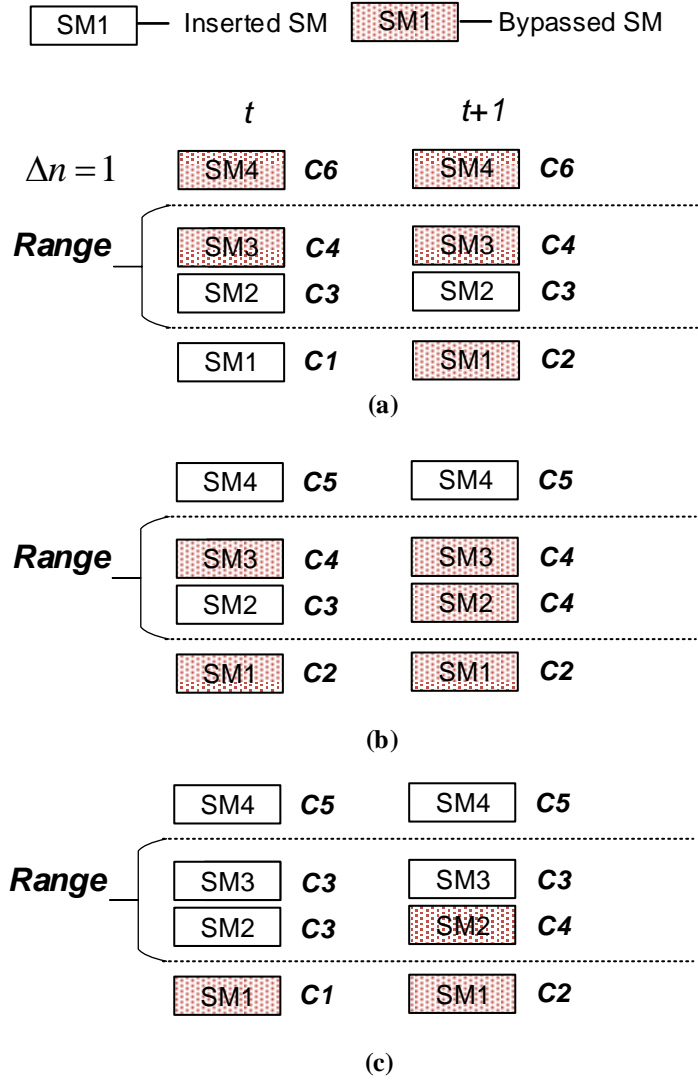 SM1 Inserted SM SM1 Bypassed SM
t t+1
Δn = 1 SM4 C6 SM4 C6
Range SM3 C4 SM3 C4
SM2 C3 SM2 C3
SM1 C1 SM1 C2
(a)
SM4 C5 SM4 C5
Range SM3 C4 SM3 C4
SM2 C3 SM2 C4
SM1 C2 SM1 C2
(b)
SM4 C5 SM4 C5
Range SM3 C3 SM3 C3
SM2 C3 SM2 C4
SM1 C1 SM1 C2
(c)